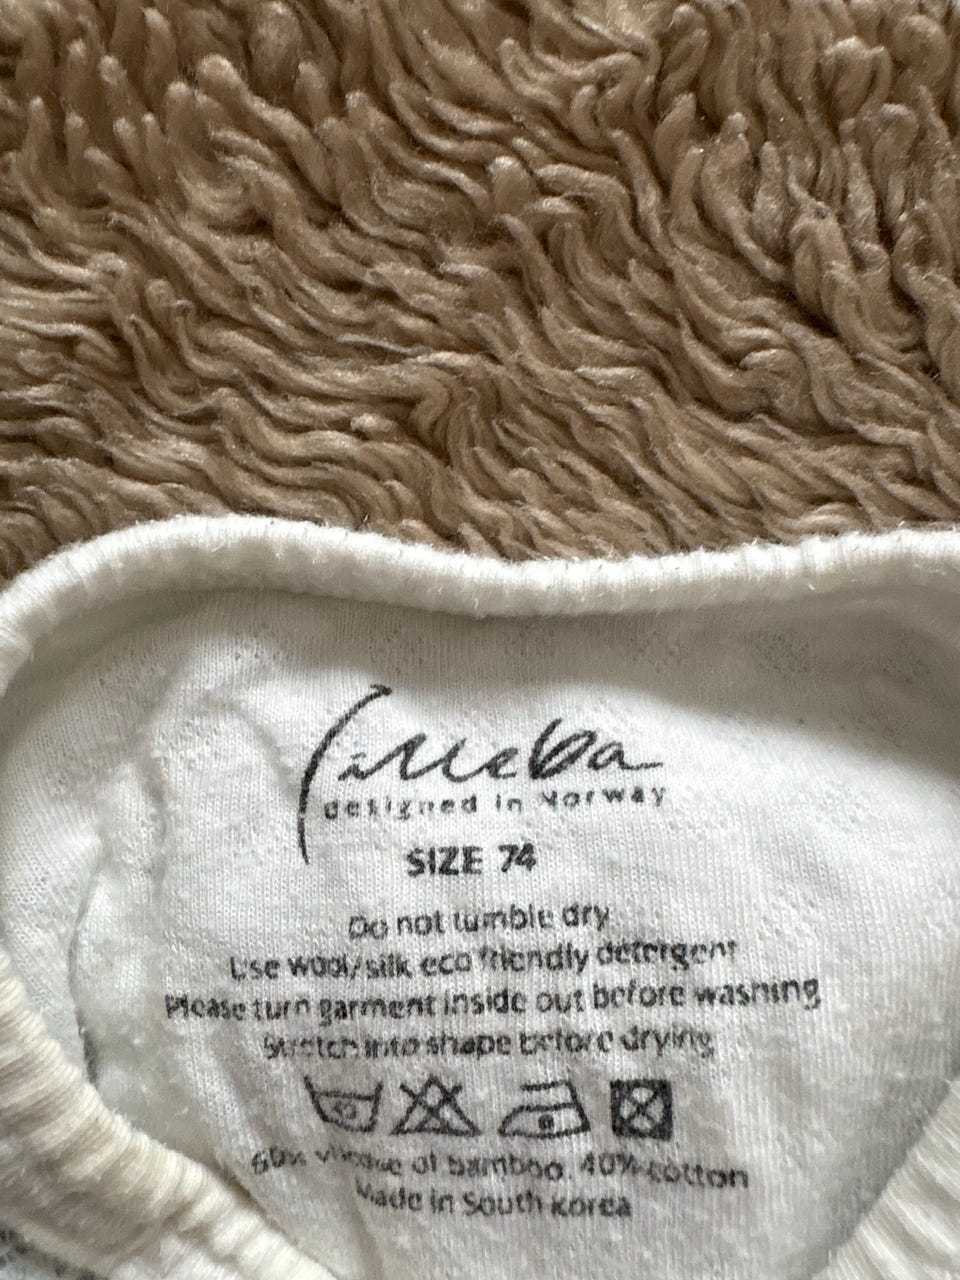 Lilleba
designed in Norway
SIZE 74
Do not tumble dry
Use wool/silk eco friendly detergent
Please turn garment inside out before washing
Stretch into shape before drying
60% viscose of bamboo, 40% cotton
Made in South Korea